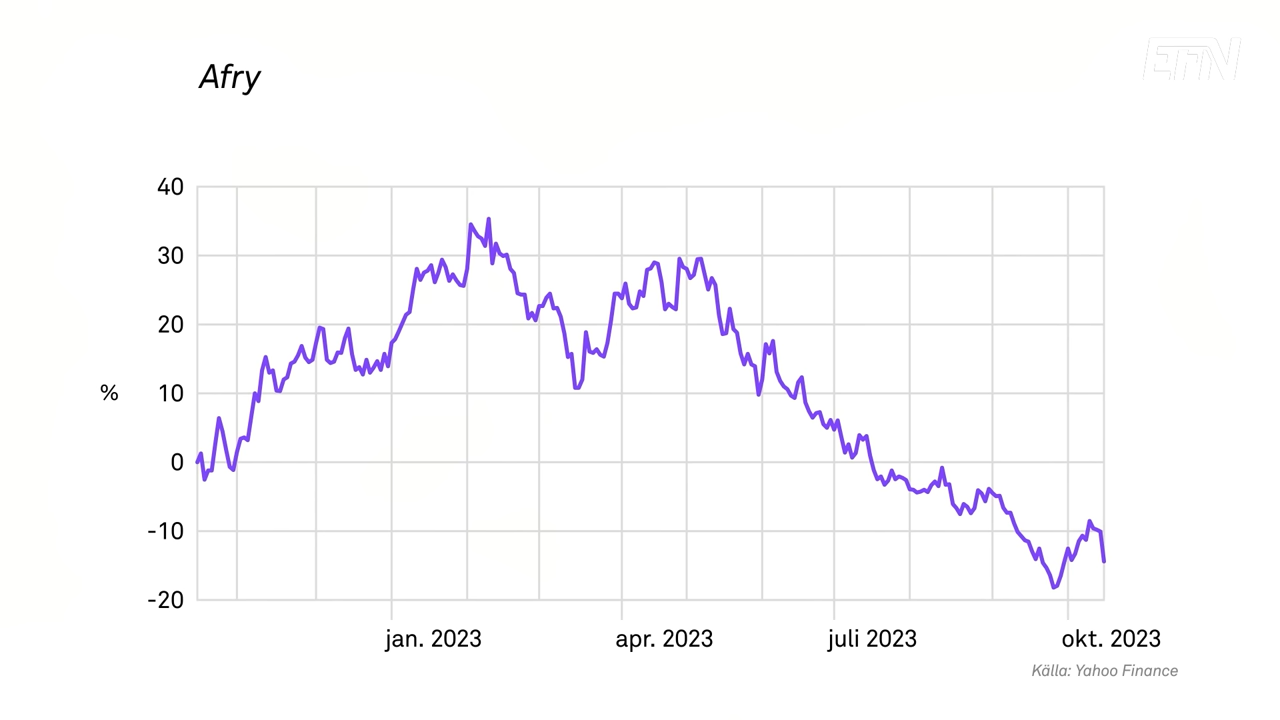 EFN
Afry
40
30
20
%
10
0
-10
-20
jan. 2023
apr. 2023
juli 2023
okt. 2023
Källa: Yahoo Finance